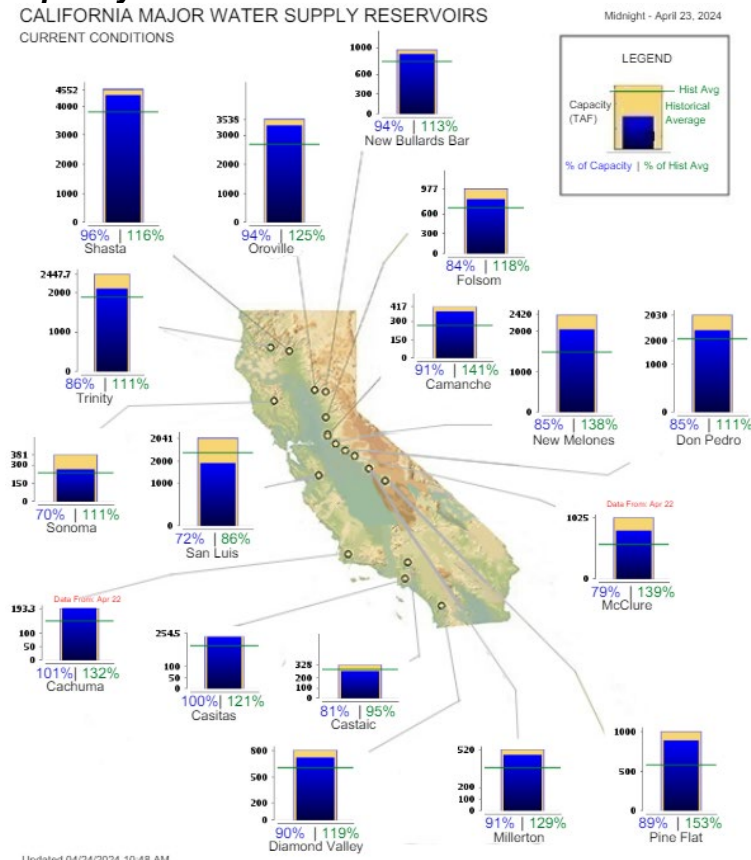 CALIFORNIA MAJOR WATER SUPPLY RESERVOIRS
CURRENT CONDITIONS
Midnight - April 23, 2024
LEGEND
Capacity
(TAF)
Hist Avg
Historical
Average
% of Capacity | % of Hist Avg
4552
4000
3000
2000
1000
0
96% | 116%
Shasta
3538
3000
2000
1000
0
94% | 125%
Oroville
1000
600
300
0
94% | 113%
New Bullards Bar
977
600
300
0
84% | 118%
Folsom
2447.7
2000
1000
0
86% | 111%
Trinity
417
300
150
0
91% | 141%
Camanche
2420
2000
1000
0
85% | 138%
New Melones
2030
2000
1000
0
85% | 111%
Don Pedro
381
300
150
0
70% | 111%
Sonoma
2041
2000
1000
0
72% | 86%
San Luis
Data From: Apr 22
1025
0
79% | 139%
McClure
Data From: Apr 22
193.3
100
50
0
101% | 132%
Cachuma
254.5
100
50
0
100% | 121%
Casitas
328
200
100
0
81% | 95%
Castaic
800
500
200
0
90% | 119%
Diamond Valley
520
200
100
0
91% | 129%
Millerton
1000
500
0
89% | 153%
Pine Flat
Updated 04/24/2024 10:48 AM